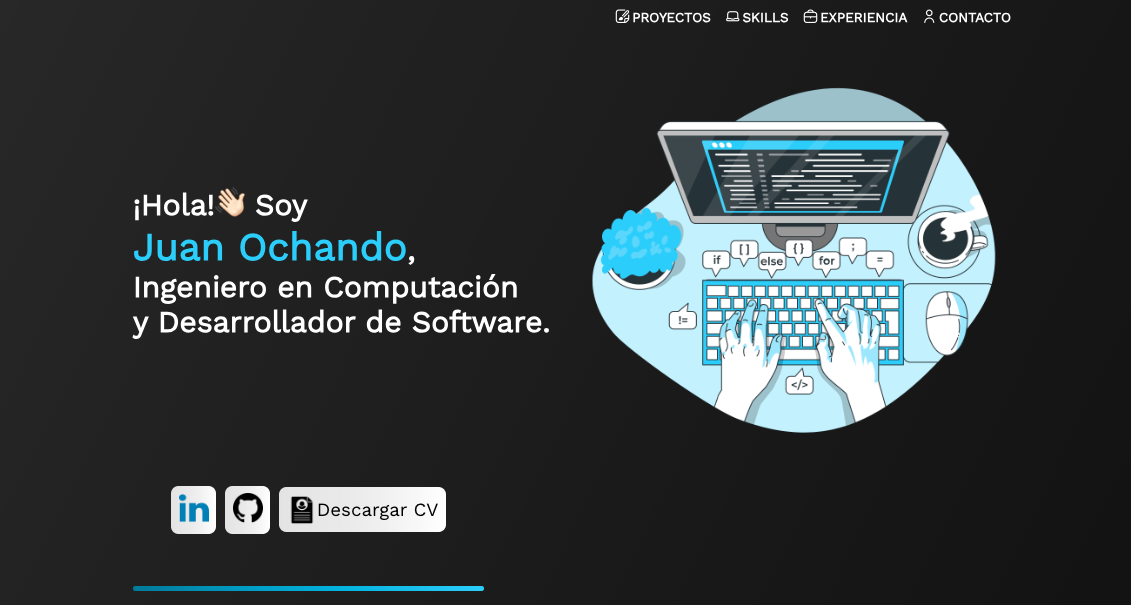 PROYECTOS SKILLS EXPERIENCIA CONTACTO
¡Hola!👋🏻 Soy
Juan Ochando,
Ingeniero en Computación
y Desarrollador de Software.
if
[ ]
else
{ }
for
;
=
!=
</>
in
Descargar CV